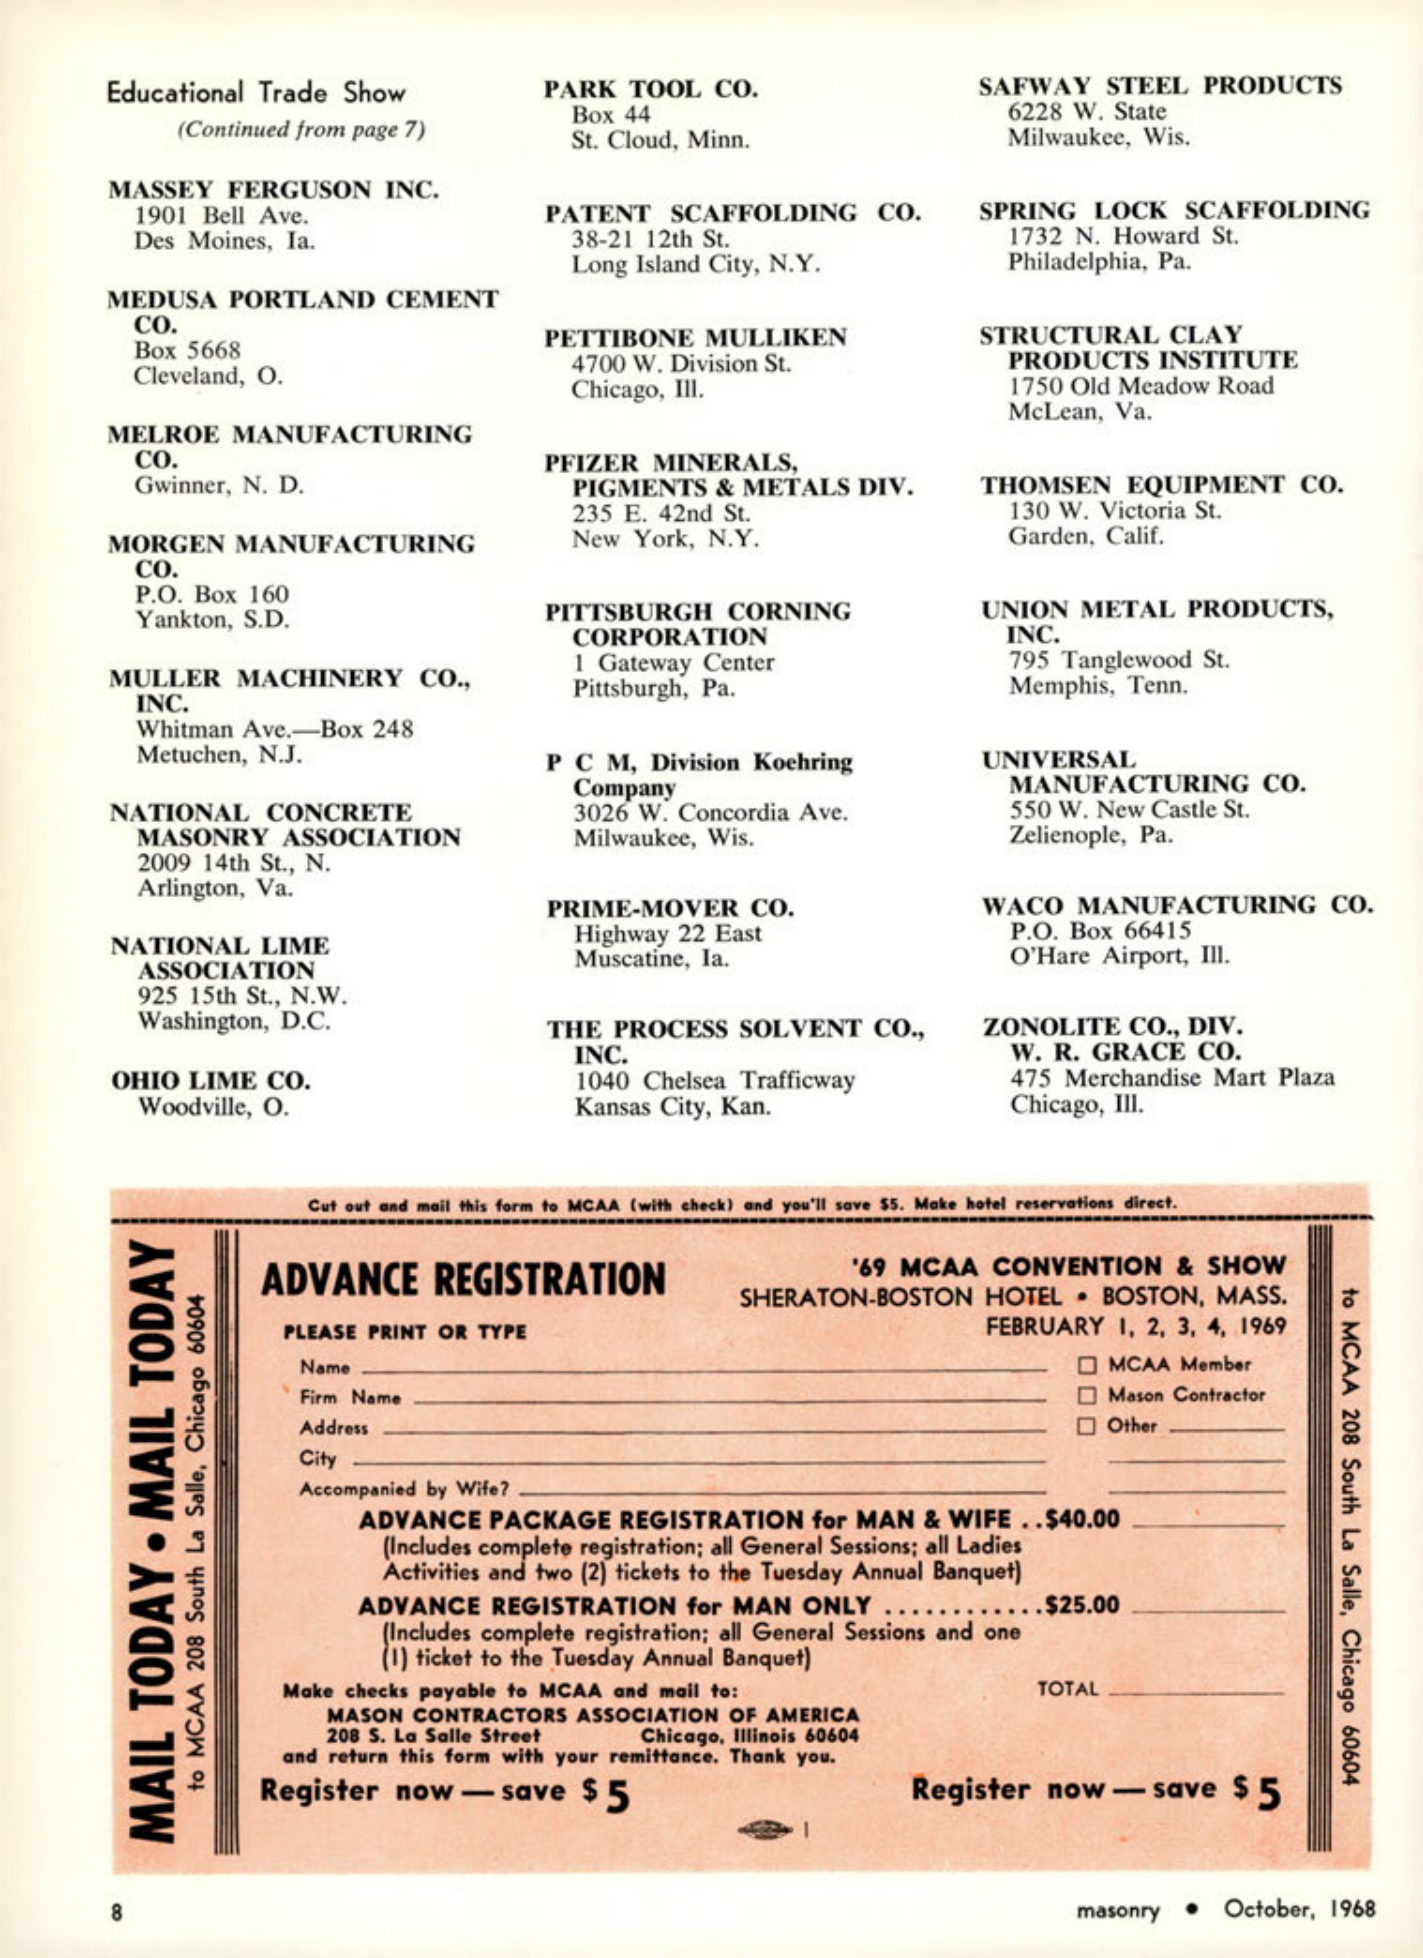 Educational Trade Show
(Continued from page 7)
MASSEY FERGUSON INC.
1901 Bell Ave.
Des Moines, Ia.
MEDUSA PORTLAND CEMENT
CO.
Box 5668
Cleveland, O.
MELROE MANUFACTURING
CO.
Gwinner, N. D.
MORGEN MANUFACTURING
CO.
P.O. Box 160
Yankton, S.D.
MULLER MACHINERY CO.,
INC.
Whitman Ave.—Box 248
Metuchen, N.J.
NATIONAL CONCRETE
MASONRY ASSOCIATION
2009 14th St., N.
Arlington, Va.
NATIONAL LIME
ASSOCIATION
925 15th St., N.W.
Washington, D.C.
OHIO LIME CO.
Woodville, O.
PARK TOOL CO.
Box 44
St. Cloud, Minn.
PATENT SCAFFOLDING CO.
38-21 12th St.
Long Island City, N.Y.
PETTIBONE MULLIKEN
4700 W. Division St.
Chicago, Ill.
PFIZER MINERALS,
PIGMENTS & METALS DIV.
235 E. 42nd St.
New York, N.Y.
PITTSBURGH CORNING
CORPORATION
1 Gateway Center
Pittsburgh, Pa.
P C M, Division Koehring
Company
3026 W. Concordia Ave.
Milwaukee, Wis.
PRIME-MOVER CO.
Highway 22 East
Muscatine, Ia.
THE PROCESS SOLVENT CO.,
INC.
1040 Chelsea Trafficway
Kansas City, Kan.
SAFWAY STEEL PRODUCTS
6228 W. State
Milwaukee, Wis.
SPRING LOCK SCAFFOLDING
1732 N. Howard St.
Philadelphia, Pa.
STRUCTURAL CLAY
PRODUCTS INSTITUTE
1750 Old Meadow Road
McLean, Va.
THOMSEN EQUIPMENT CO.
130 W. Victoria St.
Garden, Calif.
UNION METAL PRODUCTS,
INC.
795 Tanglewood St.
Memphis, Tenn.
UNIVERSAL
MANUFACTURING CO.
550 W. New Castle St.
Zelienople, Pa.
WACO MANUFACTURING CO.
P.O. Box 66415
O'Hare Airport, Ill.
ZONOLITE CO., DIV.
W. R. GRACE CO.
475 Merchandise Mart Plaza
Chicago, Ill.
Cut out and mail this form to MCAA (with check) and you'll save $5. Make hotel reservations direct.
MAIL TODAY • MAIL TODAY
to MCAA 208 South La Salle, Chicago 60604
ADVANCE REGISTRATION
'69 MCAA CONVENTION & SHOW
SHERATON-BOSTON HOTEL • BOSTON, MASS.
FEBRUARY 1, 2, 3, 4, 1969
PLEASE PRINT OR TYPE
Name
MCAA Member
Firm Name
Mason Contractor
Address
Other
City
Accompanied by Wife?
ADVANCE PACKAGE REGISTRATION for MAN & WIFE . . $40.00
(Includes complete registration; all General Sessions; all Ladies
Activities and two (2) tickets to the Tuesday Annual Banquet)
ADVANCE REGISTRATION for MAN ONLY . . . . . . . . . . . . $25.00
(Includes complete registration; all General Sessions and one
(1) ticket to the Tuesday Annual Banquet)
Make checks payable to MCAA and mail to:
TOTAL
MASON CONTRACTORS ASSOCIATION OF AMERICA
208 S. La Salle Street Chicago, Illinois 60604
and return this form with your remittance. Thank you.
Register now — save $5
Register now — save $5
1
to MCAA 208 South La Salle, Chicago 60604
8
masonry • October, 1968